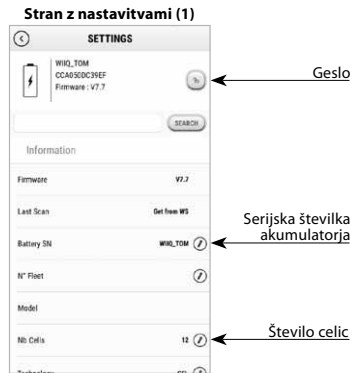 Stran z nastavitvami (1)
SETTINGS
WIIQ_TOM
CCA050DC39EF
Firmware : V7.7
Geslo
SEARCH
Information
Firmware V7.7
Last Scan Get from WS
Serijska številka
akumulatorja
Battery SN WIIQ_TOM
N° Fleet
Model
Število celic
Nb Cells 12